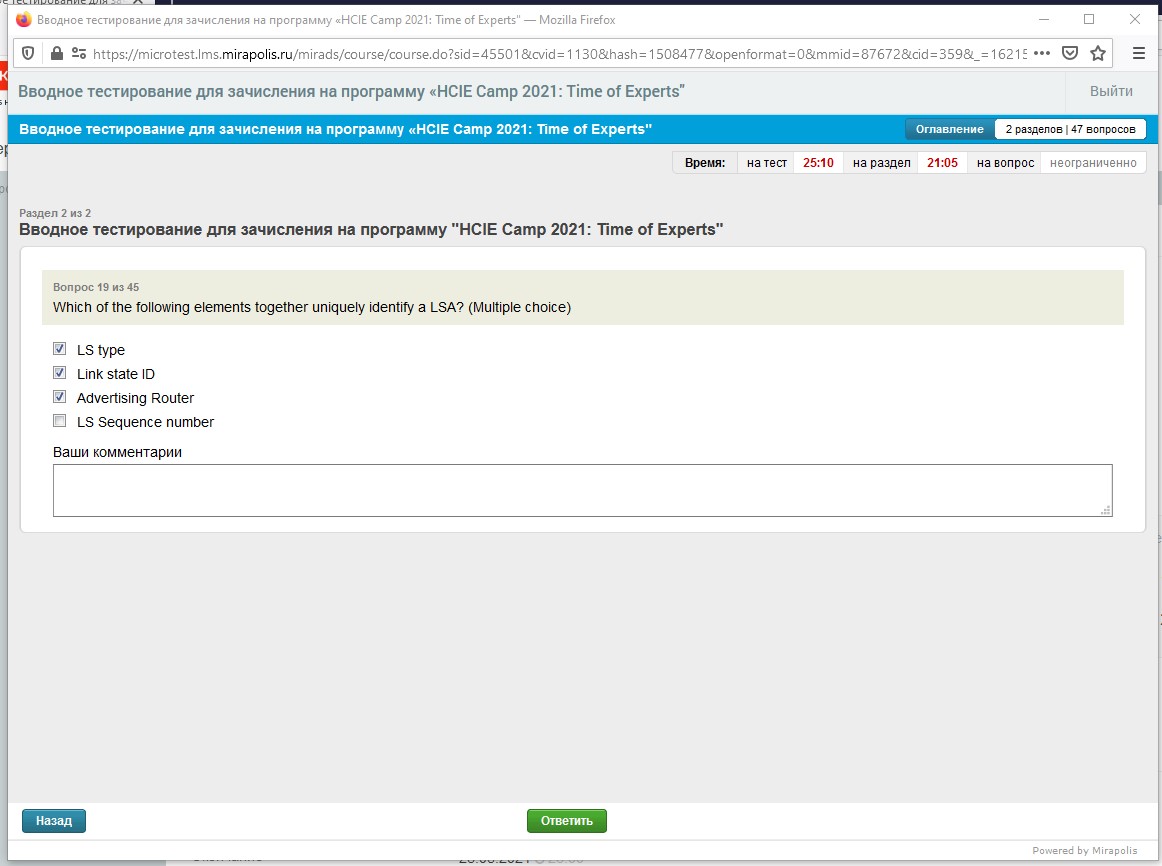 Вводное тестирование для зачисления на программу «HCIE Camp 2021: Time of Experts" — Mozilla Firefox
https://microtest.lms.mirapolis.ru/mirads/course/course.do?sid=45501&cvid=1130&hash=1508477&openformat=0&mmid=87672&cid=359&_=16215
Вводное тестирование для зачисления на программу «HCIE Camp 2021: Time of Experts" Выйти
Вводное тестирование для зачисления на программу «HCIE Camp 2021: Time of Experts" Оглавление 2 разделов | 47 вопросов
Время: на тест 25:10 на раздел 21:05 на вопрос неограниченно
Раздел 2 из 2
Вводное тестирование для зачисления на программу "HCIE Camp 2021: Time of Experts"
Вопрос 19 из 45
Which of the following elements together uniquely identify a LSA? (Multiple choice)
LS type
Link state ID
Advertising Router
LS Sequence number
Ваши комментарии
Назад Ответить
Powered by Mirapolis